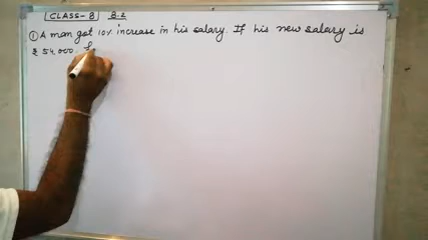 CLASS-8 8.2
① A man got 10% increase in his salary. If his new salary is
₹ 54,000.